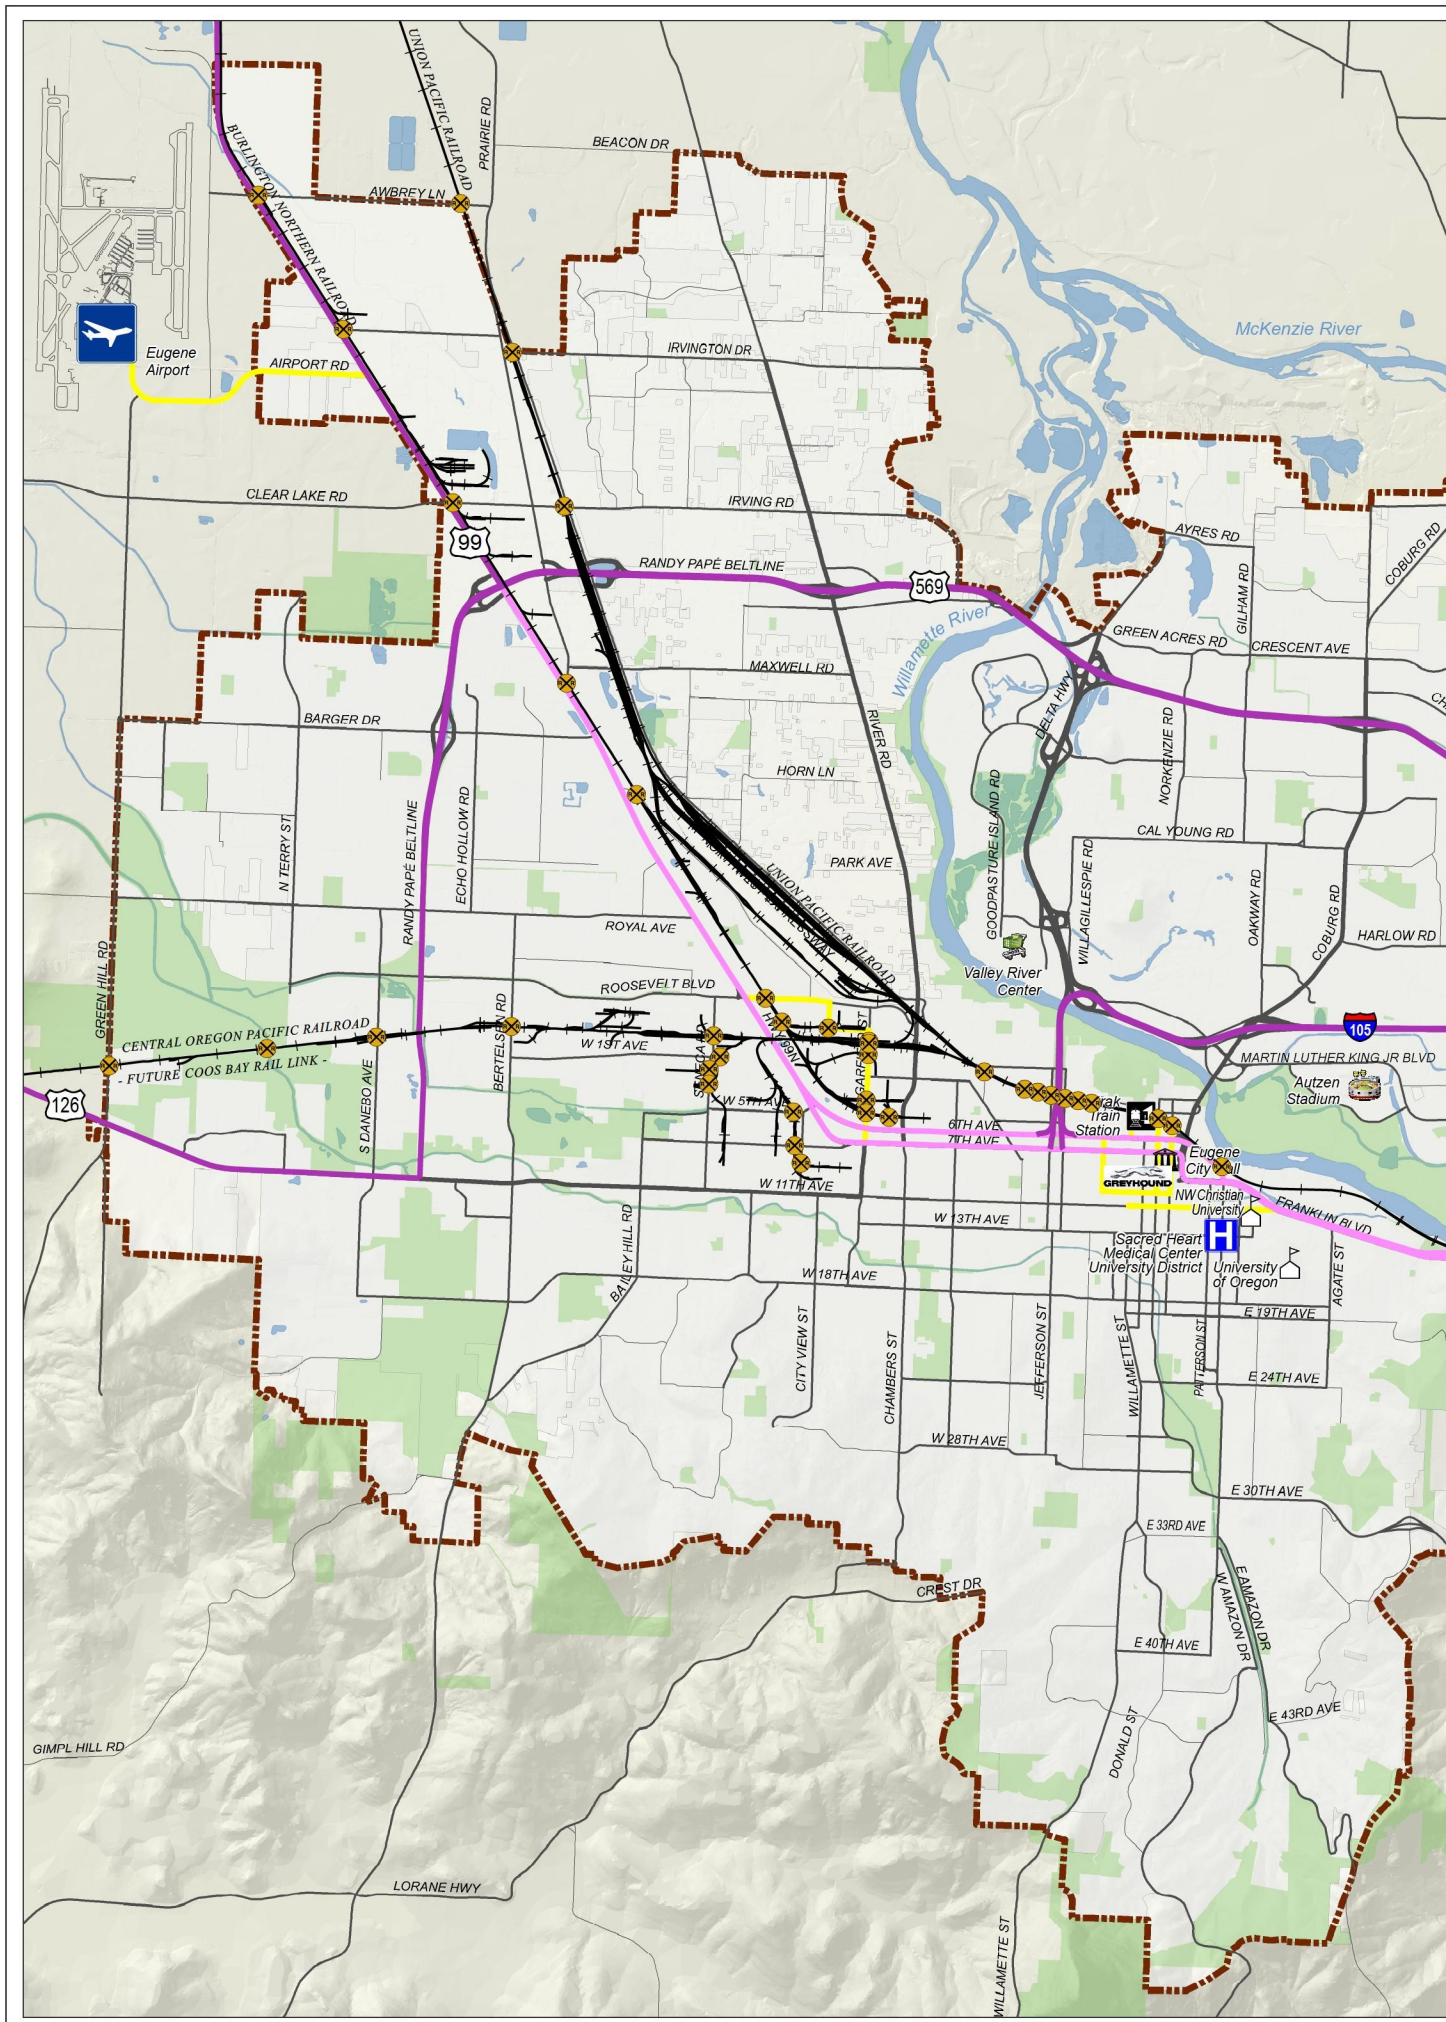 UNION PACIFIC RAILROAD
PRAIRIE RD
BURLINGTON NORTHERN RAILROAD
BEACON DR
AWBREY LN
McKenzie River
Eugene
Airport
AIRPORT RD
IRVINGTON DR
CLEAR LAKE RD
IRVING RD
99
AYRES RD
COBURG RD
RANDY PAPÉ BELTLINE
569
GILHAM RD
Willamette River
GREEN ACRES RD
CRESCENT AVE
MAXWELL RD
BARGER DR
RIVER RD
DELTA HWY
NORKENZIE RD
HORN LN
GOODPASTURE ISLAND RD
CAL YOUNG RD
RANDY PAPÉ BELTLINE
ECHO HOLLOW RD
N TERRY ST
PARK AVE
UNION PACIFIC RAILROAD
VILLAGILLESPIE RD
OAKWAY RD
COBURG RD
HARLOW RD
ROYAL AVE
GREEN HILL RD
Valley River
Center
ROOSEVELT BLVD
BERTELSEN RD
CENTRAL OREGON PACIFIC RAILROAD
- FUTURE COOS BAY RAIL LINK -
W 1ST AVE
105
MARTIN LUTHER KING JR BLVD
Autzen
Stadium
126
S DANEBO AVE
W 5TH AVE
Train
Station
6TH AVE
7TH AVE
Eugene
GREYHOUND
W 11TH AVE
NW Christian
University
W 13TH AVE
FRANKLIN BLVD
BAILEY HILL RD
Sacred Heart
Medical Center
University District
H
University
of Oregon
AGATE ST
W 18TH AVE
E 19TH AVE
CITY VIEW ST
CHAMBERS ST
JEFFERSON ST
WILLAMETTE ST
PATTERSON ST
E 24TH AVE
W 28TH AVE
E 30TH AVE
E 33RD AVE
CREST DR
E AMAZON DR
W AMAZON DR
E 40TH AVE
E 43RD AVE
DONALD ST
GIMPL HILL RD
LORANE HWY
WILLAMETTE ST